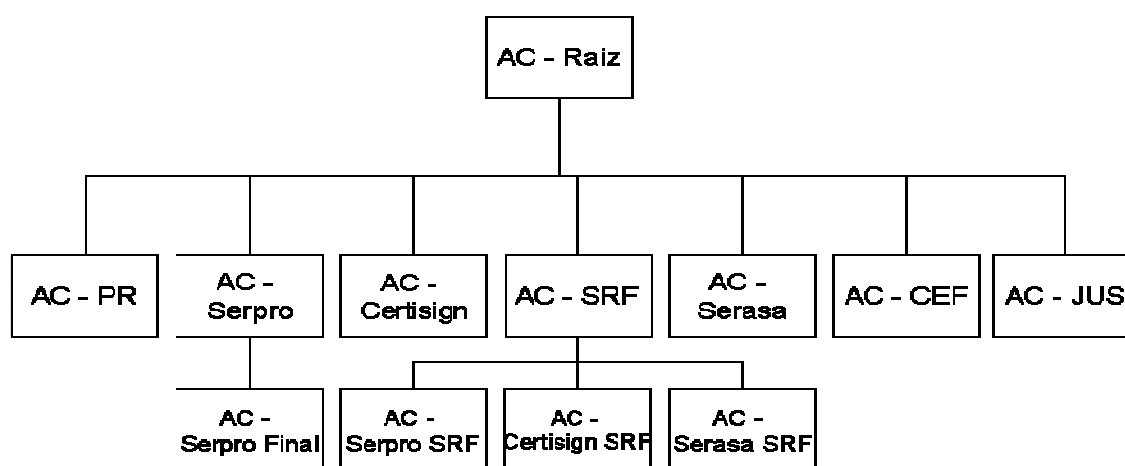 AC - Raiz
AC - PR
AC -
Serpro
AC -
Certisign
AC - SRF
AC -
Serasa
AC - CEF
AC - JUS
AC -
Serpro Final
AC -
Serpro SRF
AC -
Certisign SRF
AC -
Serasa SRF